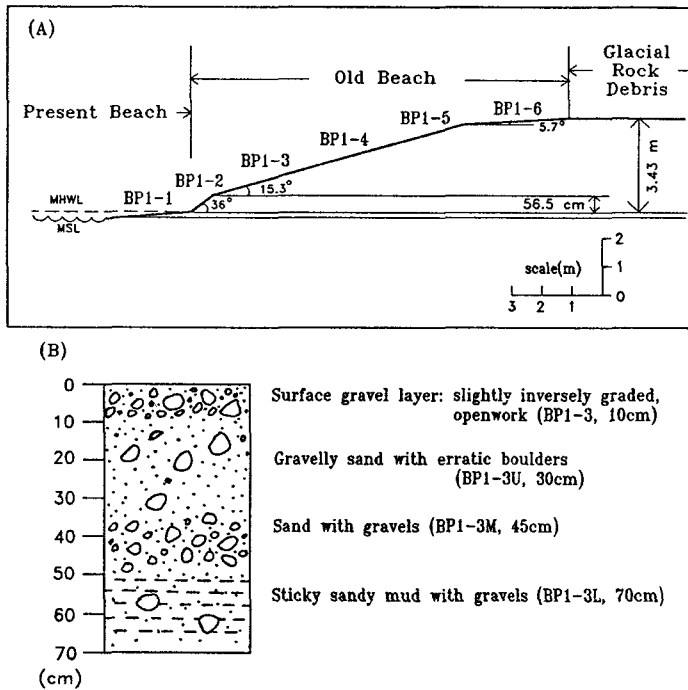 (A)
Glacial
Rock
Debris
Old Beach
Present Beach
BP1-6
BP1-5
5.7°
BP1-4
BP1-3
3.43 m
BP1-2
15.3°
BP1-1
MHWL
36°
56.5 cm
MSL
2
scale(m)
1
0
3 2 1
(B)
0
Surface gravel layer: slightly inversely graded,
openwork (BP1-3, 10cm)
10
Gravelly sand with erratic boulders
20
(BP1-3U, 30cm)
30
Sand with gravels (BP1-3M, 45cm)
40
50
Sticky sandy mud with gravels (BP1-3L, 70cm)
60
70
(cm)